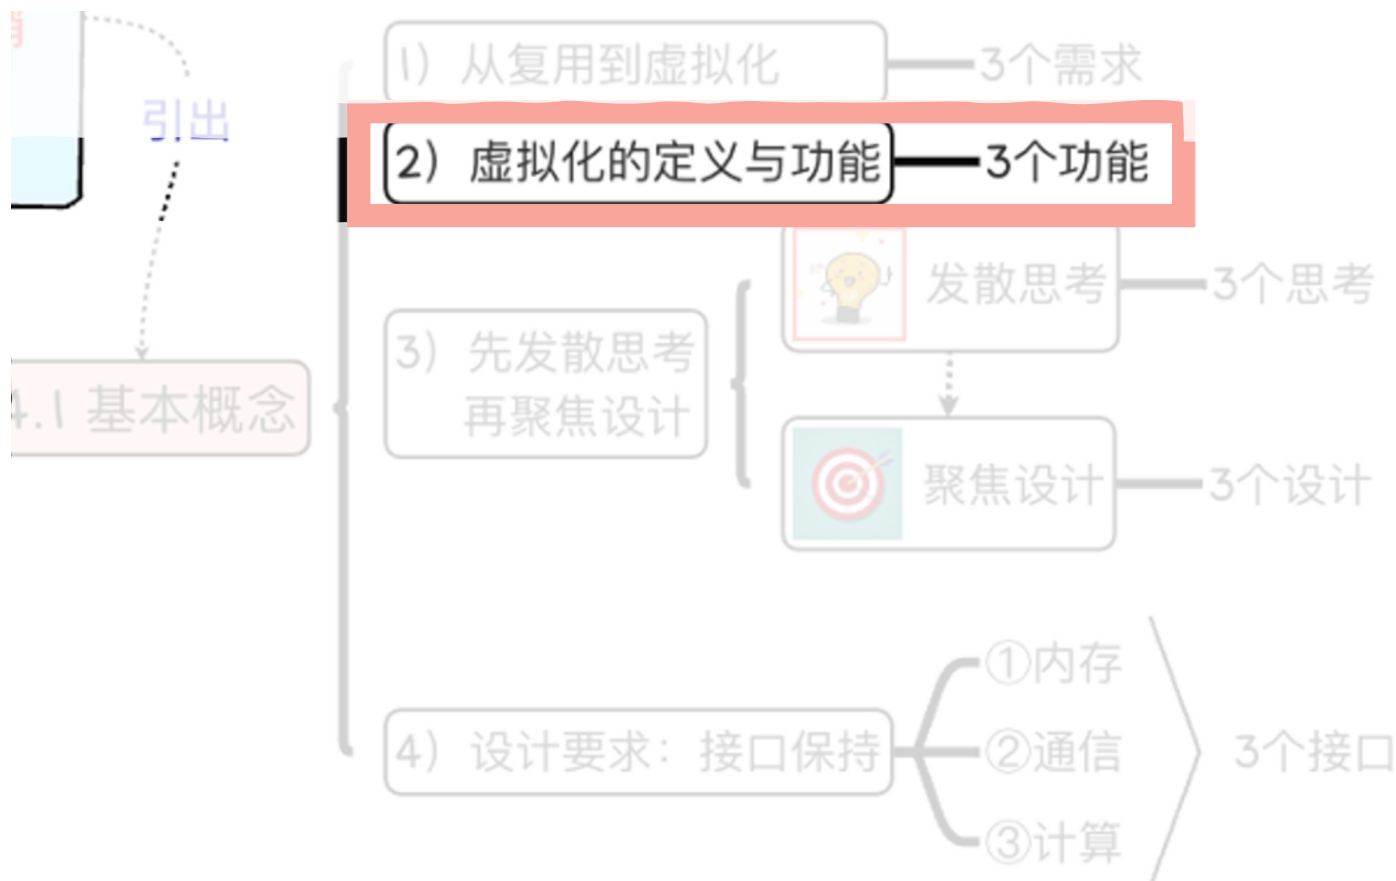 引出
4.1 基本概念
1）从复用到虚拟化
3个需求
2）虚拟化的定义与功能
3个功能
3）先发散思考
再聚焦设计
发散思考
3个思考
聚焦设计
3个设计
4）设计要求：接口保持
①内存
②通信
③计算
3个接口